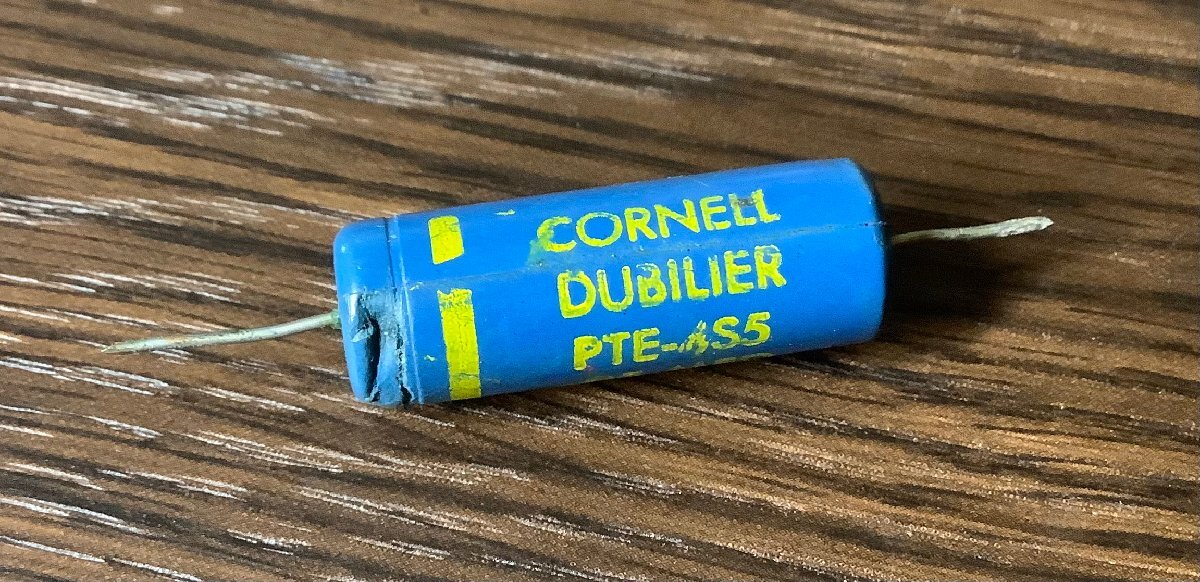 CORNELL
DUBILIER
PTE-4S5